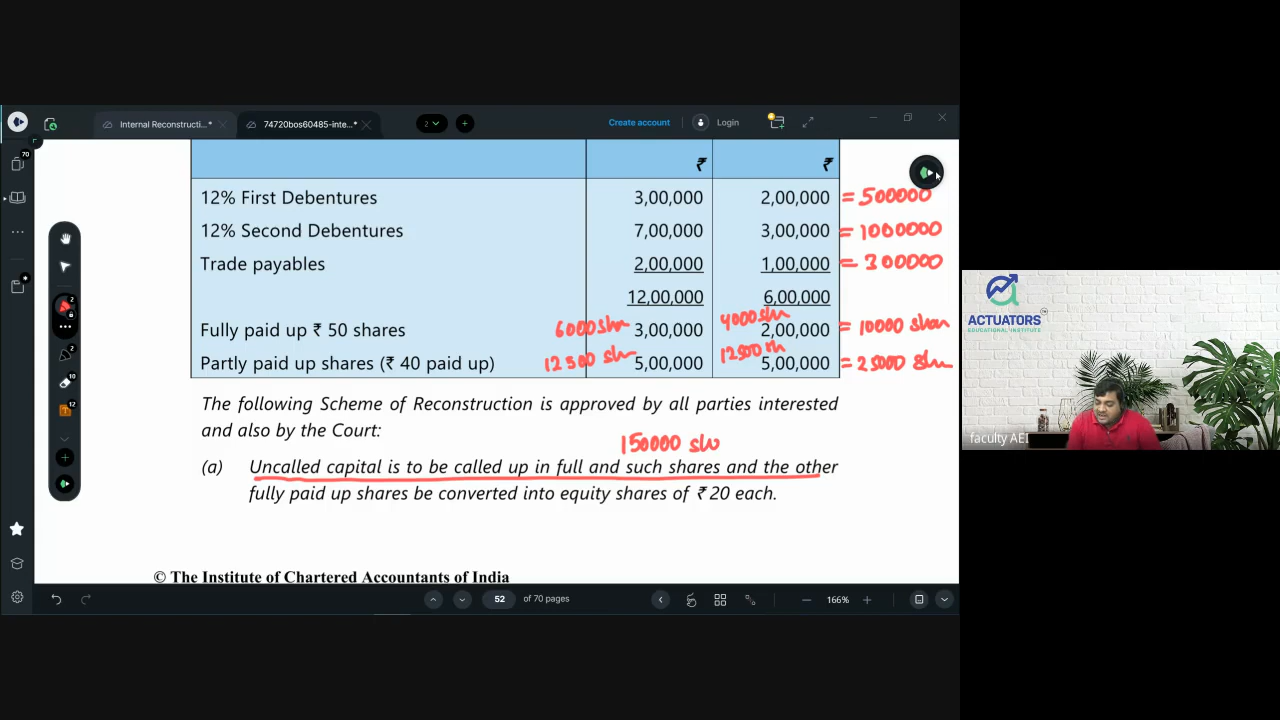 Internal Reconstructi...*
74720bos60485-inte...*
2
Create account
Login
70
₹ ₹
12% First Debentures 3,00,000 2,00,000 = 500000
12% Second Debentures 7,00,000 3,00,000 = 1000000
Trade payables 2,00,000 1,00,000 = 300000
12,00,000 6,00,000
Fully paid up ₹ 50 shares 6000 shr 3,00,000 4000 shr 2,00,000 = 10000 shar
Partly paid up shares (₹ 40 paid up) 12500 shr 5,00,000 12500 sh 5,00,000 = 25000 shr
The following Scheme of Reconstruction is approved by all parties interested
and also by the Court:
150000 sh
(a) Uncalled capital is to be called up in full and such shares and the other
fully paid up shares be converted into equity shares of ₹ 20 each.
© The Institute of Chartered Accountants of India
52 of 70 pages
166%
ACTUATORS
EDUCATIONAL INSTITUTE
faculty AEI